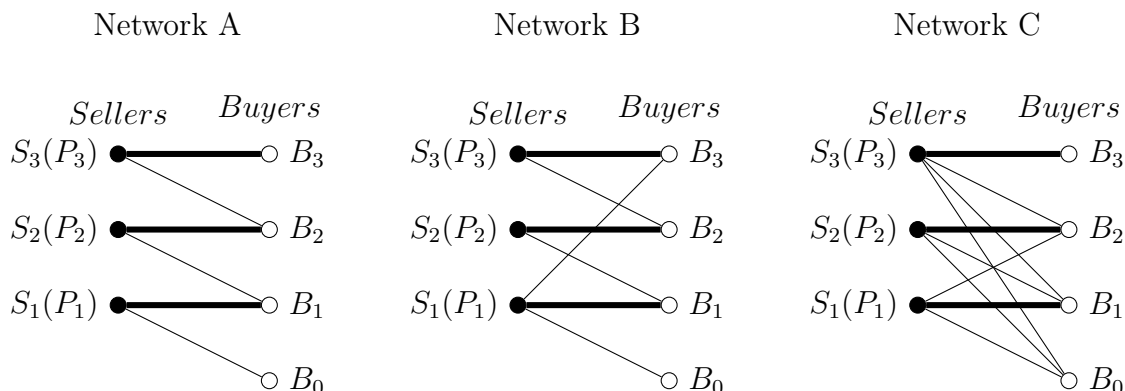 Network A Network B Network C
Sellers Buyers Sellers Buyers Sellers Buyers
S3(P3) B3 S3(P3) B3 S3(P3) B3
S2(P2) B2 S2(P2) B2 S2(P2) B2
S1(P1) B1 S1(P1) B1 S1(P1) B1
B0 B0 B0